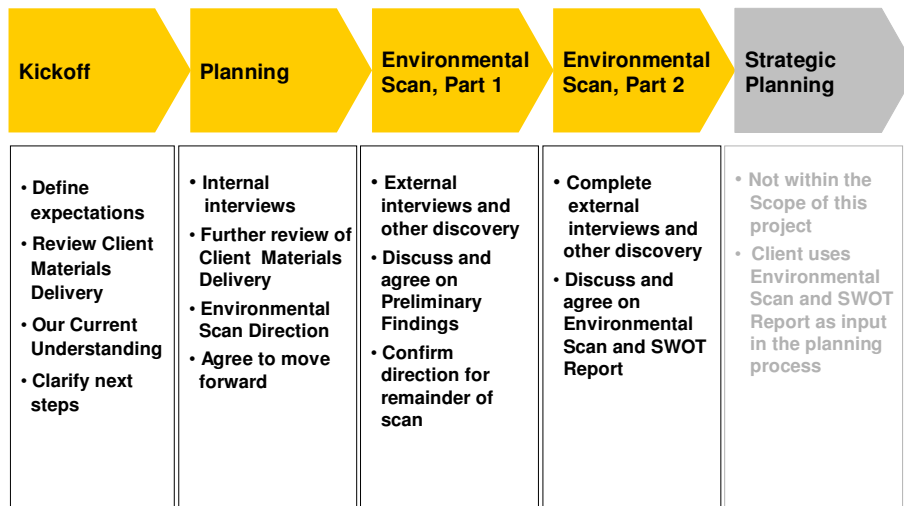 Kickoff
Planning
Environmental
Scan, Part 1
Environmental
Scan, Part 2
Strategic
Planning
• Define
expectations
• Review Client
Materials
Delivery
• Our Current
Understanding
• Clarify next
steps
• Internal
interviews
• Further review of
Client Materials
Delivery
• Environmental
Scan Direction
• Agree to move
forward
• External
interviews and
other discovery
• Discuss and
agree on
Preliminary
Findings
• Confirm
direction for
remainder of
scan
• Complete
external
interviews and
other discovery
• Discuss and
agree on
Environmental
Scan and SWOT
Report
• Not within the
Scope of this
project
• Client uses
Environmental
Scan and SWOT
Report as input
in the planning
process